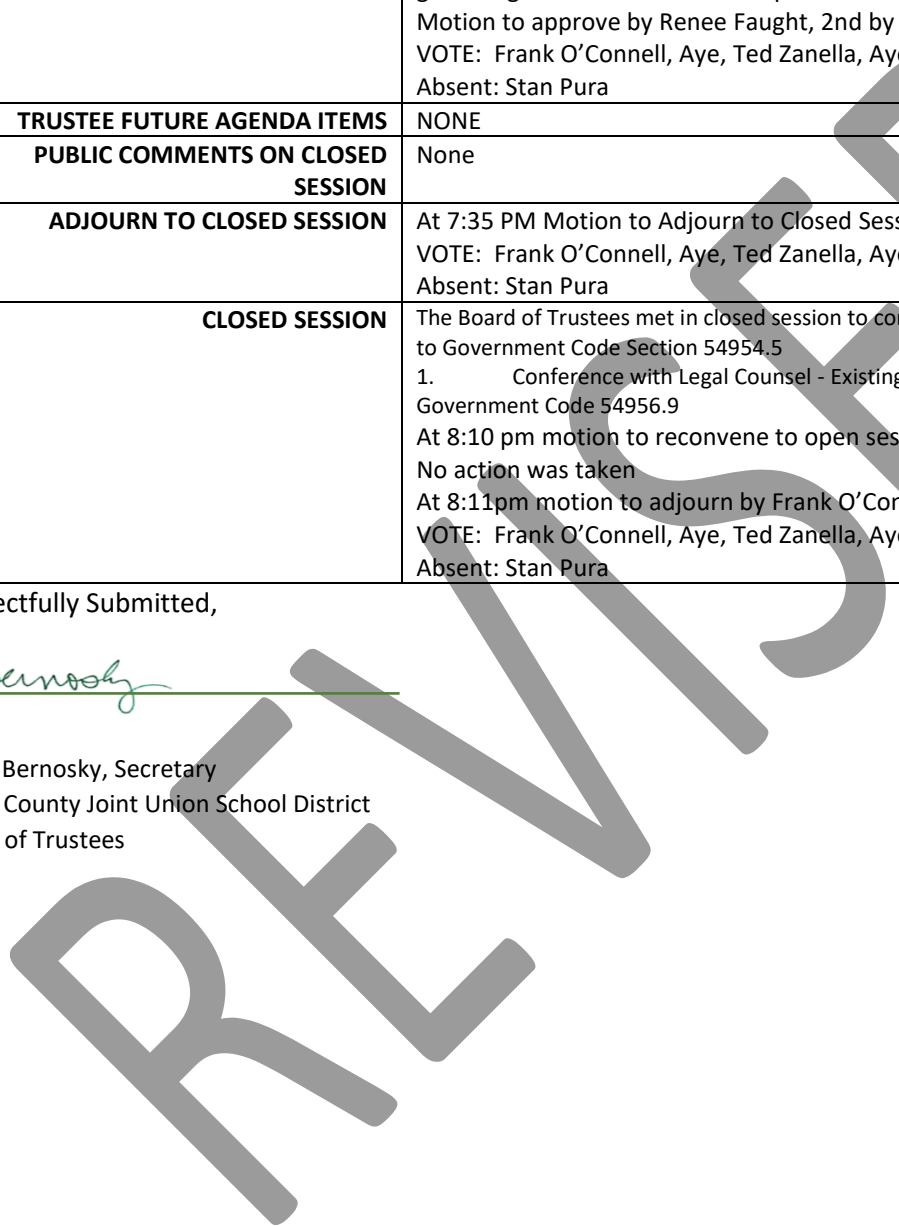 Motion to approve by Renee Faught, 2nd by
VOTE: Frank O’Connell, Aye, Ted Zanella, Aye
Absent: Stan Pura
TRUSTEE FUTURE AGENDA ITEMS NONE
PUBLIC COMMENTS ON CLOSED SESSION None
ADJOURN TO CLOSED SESSION At 7:35 PM Motion to Adjourn to Closed Sess
VOTE: Frank O’Connell, Aye, Ted Zanella, Aye
Absent: Stan Pura
CLOSED SESSION The Board of Trustees met in closed session to con
to Government Code Section 54954.5
1. Conference with Legal Counsel - Existing
Government Code 54956.9
At 8:10 pm motion to reconvene to open ses
No action was taken
At 8:11pm motion to adjourn by Frank O’Con
VOTE: Frank O’Connell, Aye, Ted Zanella, Aye
Absent: Stan Pura
ectfully Submitted,
ernosky
Bernosky, Secretary
County Joint Union School District
of Trustees
REVISE